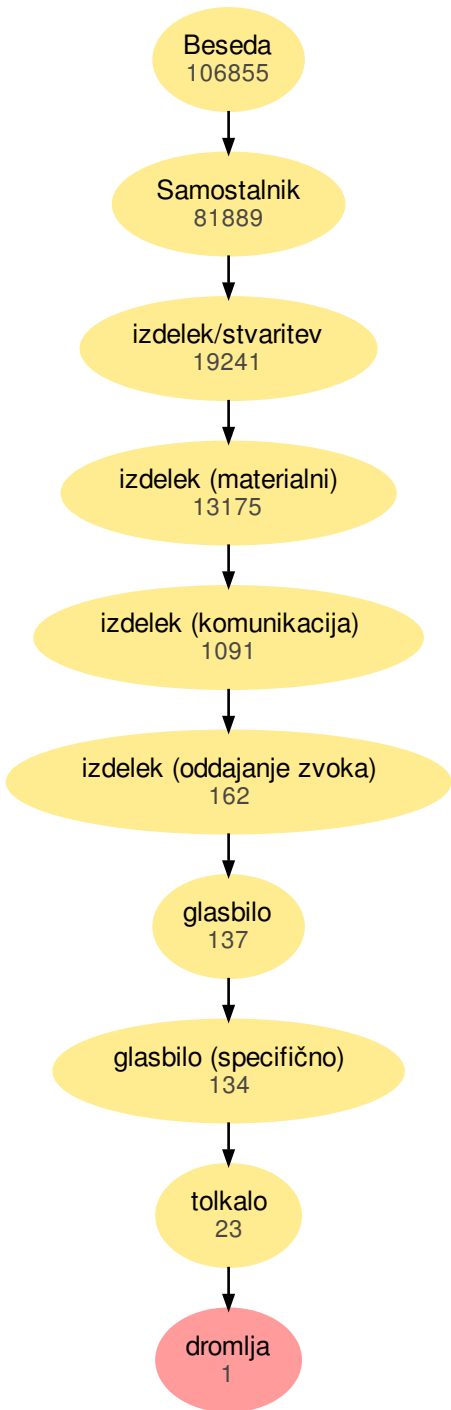 Beseda
106855
Samostalnik
81889
izdelek/stvaritev
19241
izdelek (materialni)
13175
izdelek (komunikacija)
1091
izdelek (oddajanje zvoka)
162
glasbilo
137
glasbilo (specifično)
134
tolkalo
23
dromlja
1